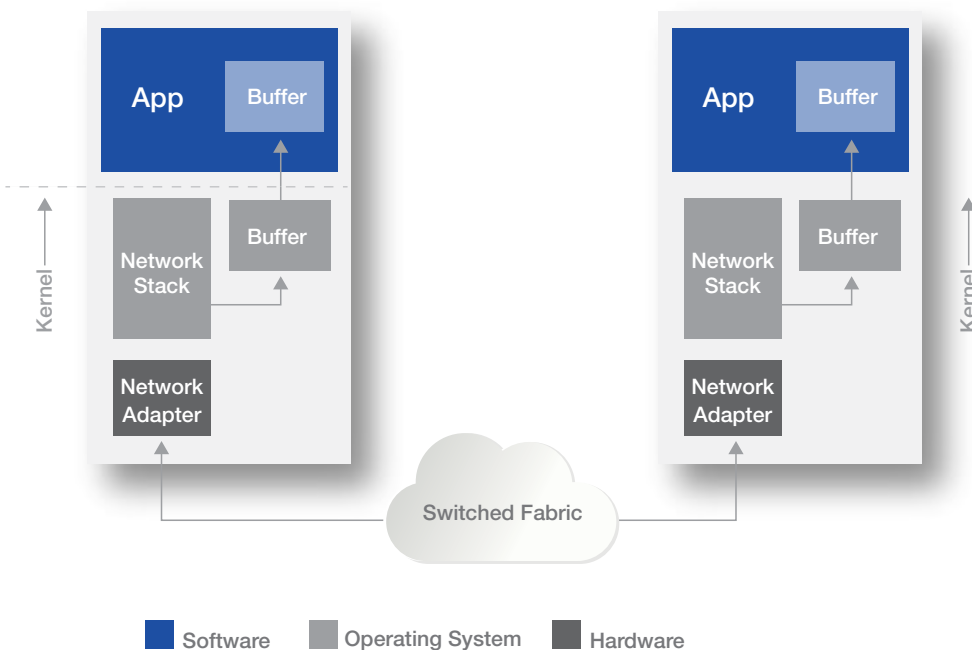 App
Buffer
Buffer
Network
Stack
Kernel
Network
Adapter
App
Buffer
Buffer
Network
Stack
Kernel
Network
Adapter
Switched Fabric
Software
Operating System
Hardware